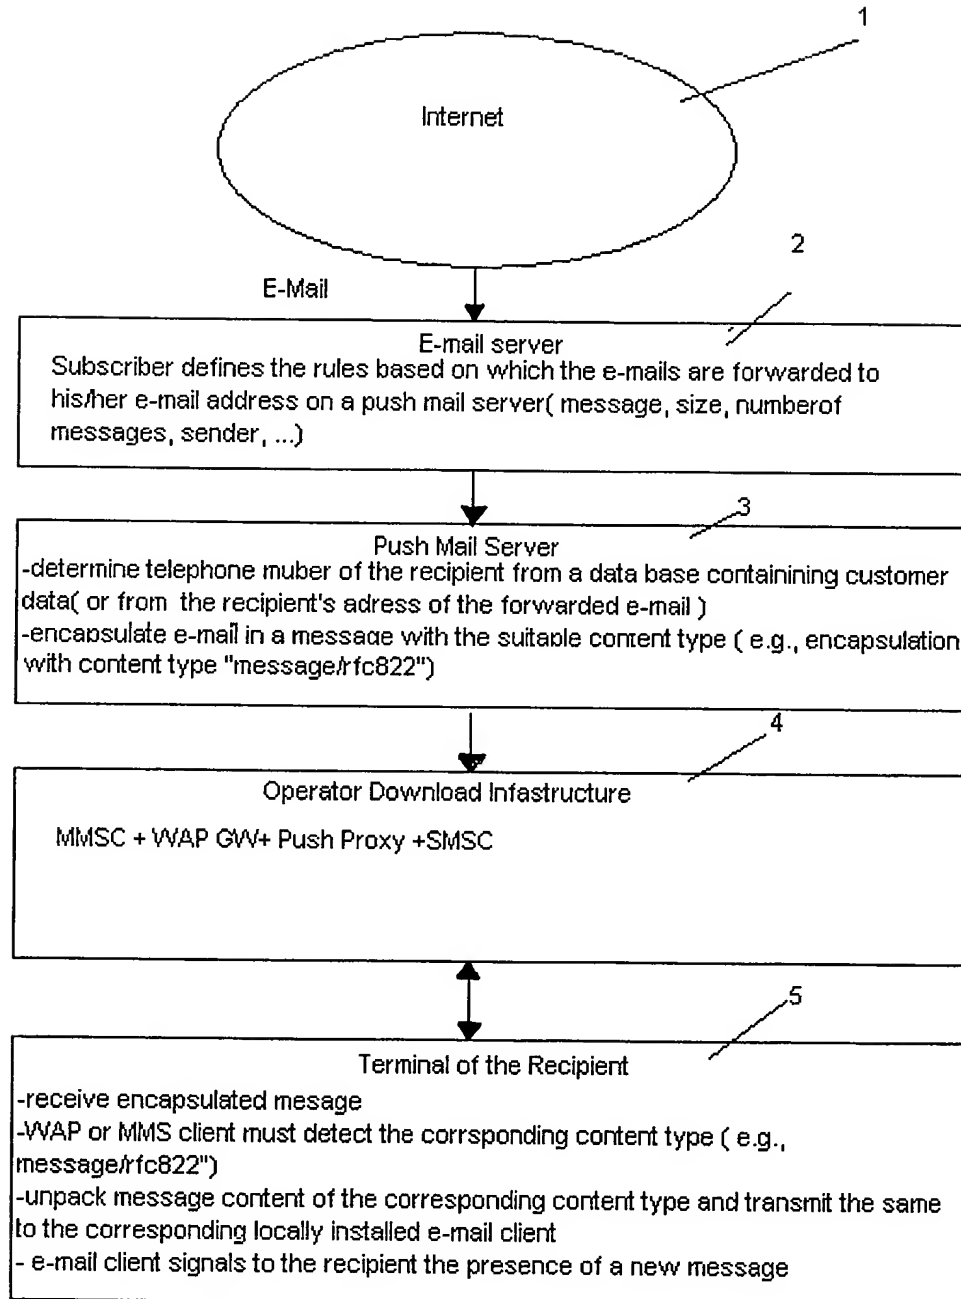 1
Internet
2
E-Mail
E-mail server
Subscriber defines the rules based on which the e-mails are forwarded to
his/her e-mail address on a push mail server( message, size, numberof
messages, sender, ...)
3
Push Mail Server
-determine telephone muber of the recipient from a data base containining customer
data( or from the recipient's adress of the forwarded e-mail )
-encapsulate e-mail in a message with the suitable content type ( e.g., encapsulation
with content type "message/rfc822")
4
Operator Download Infastructure
MMSC + WAP GW+ Push Proxy +SMSC
5
Terminal of the Recipient
-receive encapsulated mesage
-WAP or MMS client must detect the corrsponding content type ( e.g.,
message/rfc822")
-unpack message content of the corresponding content type and transmit the same
to the corresponding locally installed e-mail client
- e-mail client signals to the recipient the presence of a new message